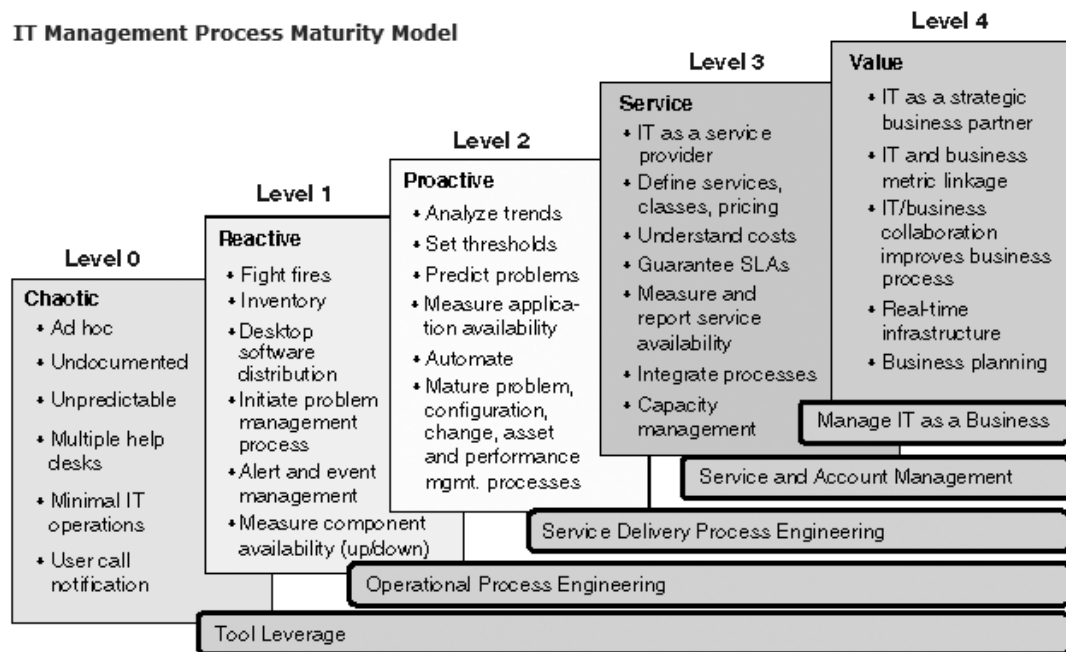 IT Management Process Maturity Model
Level 0
Chaotic
• Ad hoc
• Undocumented
• Unpredictable
• Multiple help
desks
• Minimal IT
operations
• User call
notification
Level 1
Reactive
• Fight fires
• Inventory
• Desktop
software
distribution
• Initiate problem
management
process
• Alert and event
management
• Measure component
availability (up/down)
Level 2
Proactive
• Analyze trends
• Set thresholds
• Predict problems
• Measure applica-
tion availability
• Automate
• Mature problem,
configuration,
change, asset
and performance
mgmt. processes
Level 3
Service
• IT as a service
provider
• Define services,
classes, pricing
• Understand costs
• Guarantee SLAs
• Measure and
report service
availability
• Integrate processes
• Capacity
management
Level 4
Value
• IT as a strategic
business partner
• IT and business
metric linkage
• IT/business
collaboration
improves business
process
• Real-time
infrastructure
• Business planning
Manage IT as a Business
Service and Account Management
Service Delivery Process Engineering
Operational Process Engineering
Tool Leverage